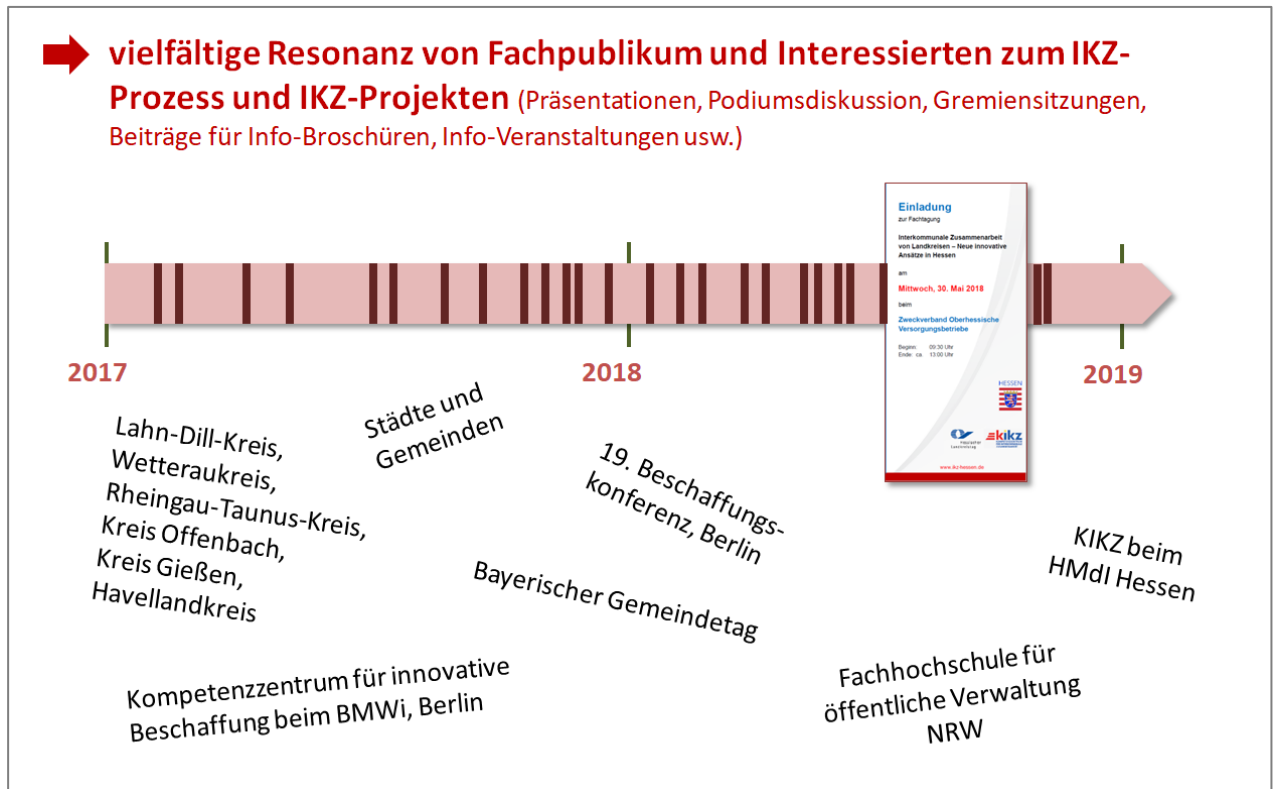 vielfältige Resonanz von Fachpublikum und Interessierten zum IKZ-
Prozess und IKZ-Projekten (Präsentationen, Podiumsdiskussion, Gremiensitzungen,
Beiträge für Info-Broschüren, Info-Veranstaltungen usw.)
Einladung
zur Fachtagung
Interkommunale Zusammenarbeit
von Landkreisen – Neue innovative
Ansätze in Hessen
am
Mittwoch, 30. Mai 2018
beim
Zweckverband Oberhessische
Versorgungsbetriebe
Beginn: 09:30 Uhr
Ende: ca 13:00 Uhr
HESSEN
kikz
www.ikz-hessen.de
2017
2018
2019
Lahn-Dill-Kreis,
Wetteraukreis,
Rheingau-Taunus-Kreis,
Kreis Offenbach,
Kreis Gießen,
Havellandkreis
Städte und
Gemeinden
19. Beschaffungs-
konferenz, Berlin
Bayerischer Gemeindetag
KIKZ beim
HMdI Hessen
Kompetenzzentrum für innovative
Beschaffung beim BMWi, Berlin
Fachhochschule für
öffentliche Verwaltung
NRW